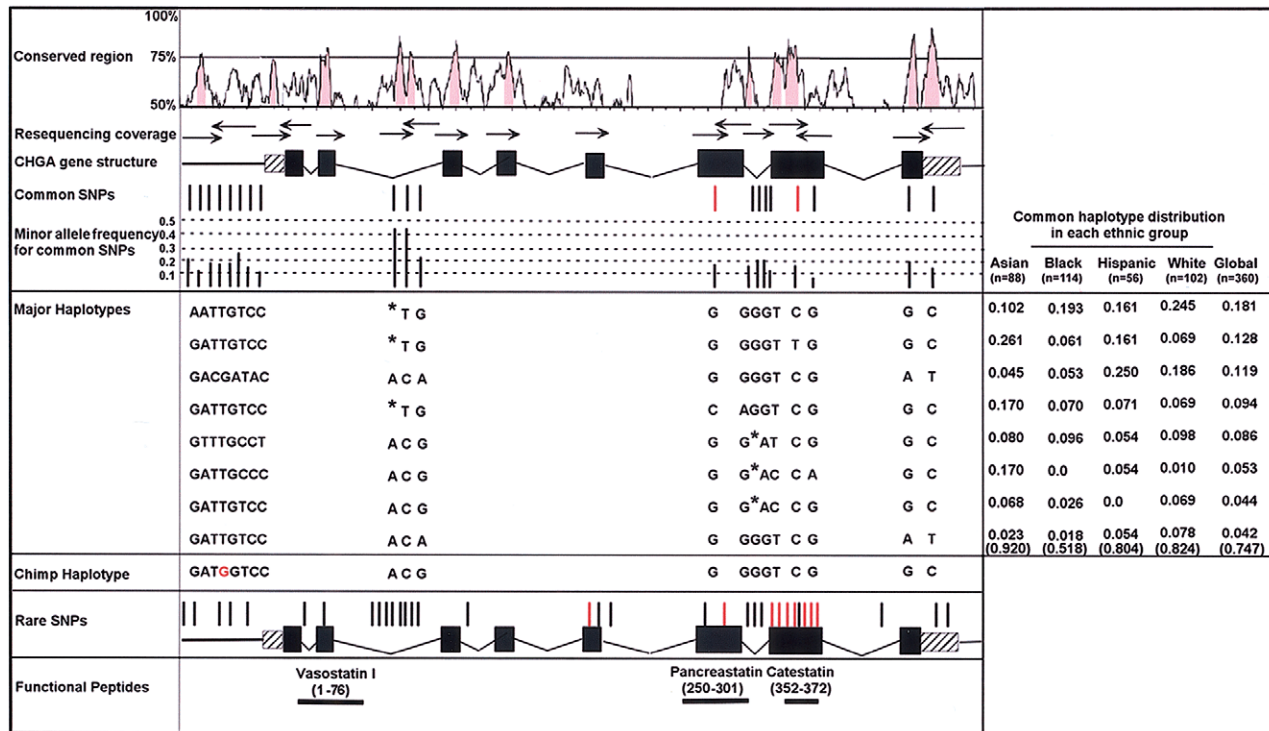 100%
Conserved region
75%
50%
Resequencing coverage
CHGA gene structure
Common SNPs
0.5
Minor allele frequency
for common SNPs
0.4
0.3
0.2
0.1
Common haplotype distribution
in each ethnic group
Asian Black Hispanic White Global
(n=88) (n=114) (n=56) (n=102) (n=360)
Major Haplotypes
AATTGTCC *TG G GGGT C G G C 0.102 0.193 0.161 0.245 0.181
GATTGTCC *TG G GGGT T G G C 0.261 0.061 0.161 0.069 0.128
GACGATAC ACA G GGGT C G A T 0.045 0.053 0.250 0.186 0.119
GATTGTCC *TG C AGGT C G G C 0.170 0.070 0.071 0.069 0.094
GTTTGCCT ACG G G*AT C G G C 0.080 0.096 0.054 0.098 0.086
GATTGCCC ACG G G*AC C A G C 0.170 0.0 0.054 0.010 0.053
GATTGTCC ACG G G*AC C G G C 0.068 0.026 0.0 0.069 0.044
GATTGTCC ACA G GGGT C G A T 0.023 0.018 0.054 0.078 0.042
(0.920) (0.518) (0.804) (0.824) (0.747)
Chimp Haplotype GATGGTCC ACG G GGGT C G G C
Rare SNPs
Functional Peptides
Vasostatin I
(1-76)
Pancreastatin Catestatin
(250-301) (352-372)